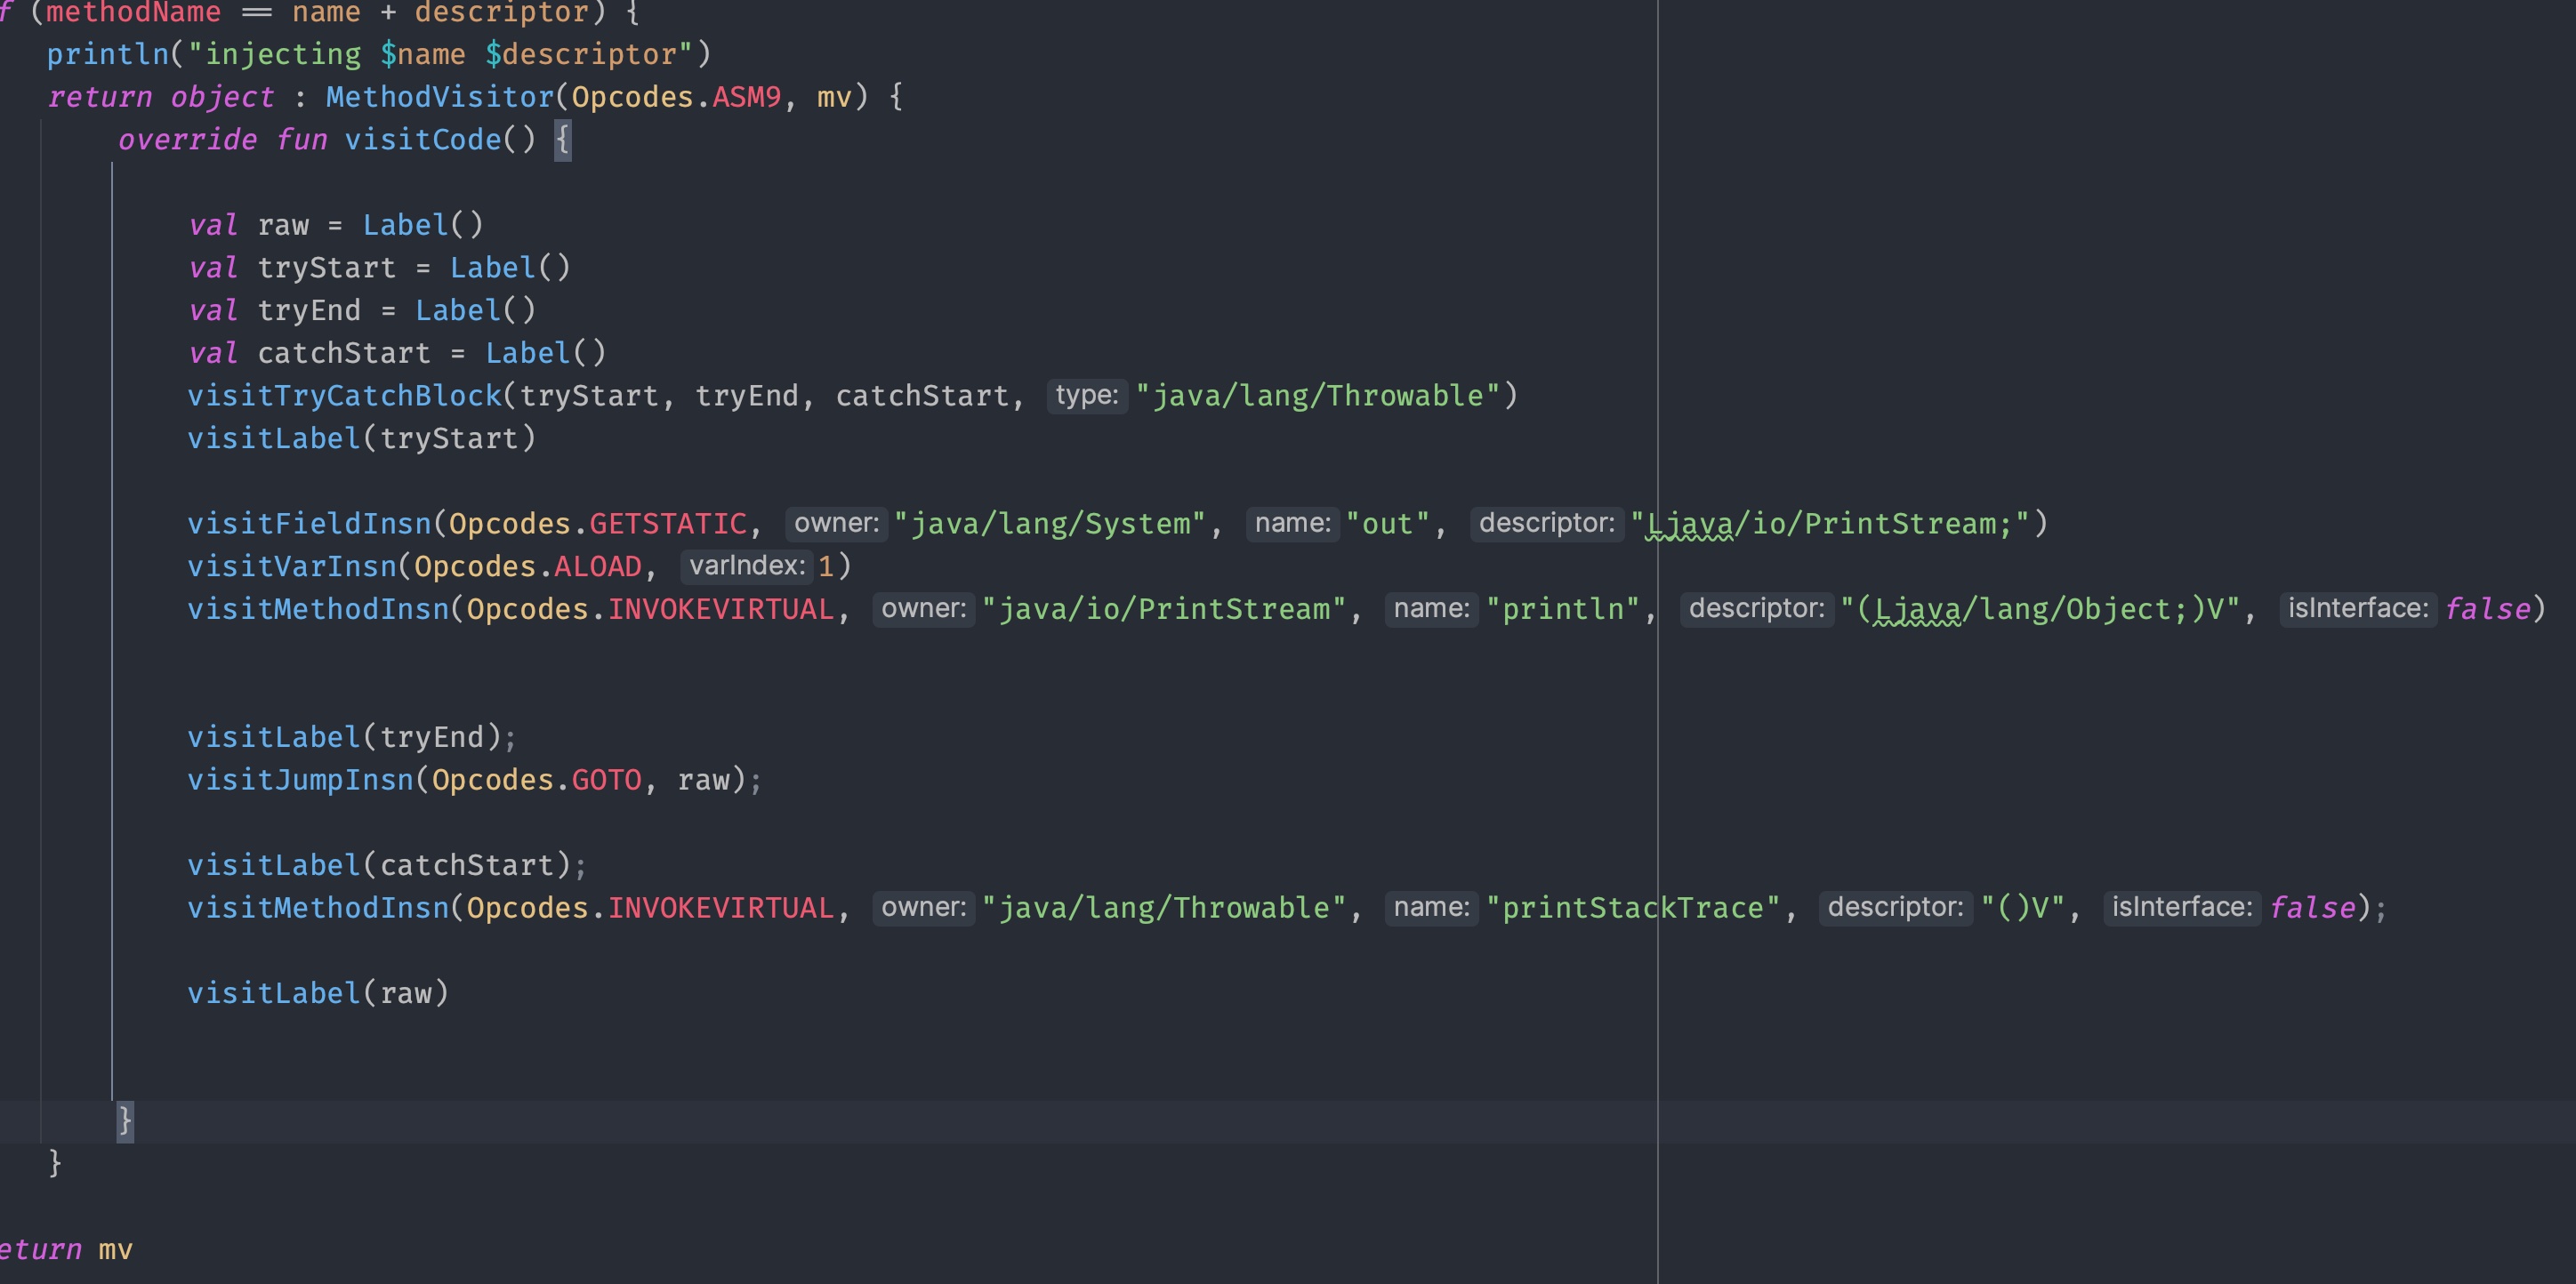 f (methodName == name + descriptor) {
println("injecting $name $descriptor")
return object : MethodVisitor(Opcodes.ASM9, mv) {
override fun visitCode() {
val raw = Label()
val tryStart = Label()
val tryEnd = Label()
val catchStart = Label()
visitTryCatchBlock(tryStart, tryEnd, catchStart, type: "java/lang/Throwable")
visitLabel(tryStart)
visitFieldInsn(Opcodes.GETSTATIC, owner: "java/lang/System", name: "out", descriptor: "Ljava/io/PrintStream;")
visitVarInsn(Opcodes.ALOAD, varIndex: 1)
visitMethodInsn(Opcodes.INVOKEVIRTUAL, owner: "java/io/PrintStream", name: "println", descriptor: "(Ljava/lang/Object;)V", isInterface: false)
visitLabel(tryEnd);
visitJumpInsn(Opcodes.GOTO, raw);
visitLabel(catchStart);
visitMethodInsn(Opcodes.INVOKEVIRTUAL, owner: "java/lang/Throwable", name: "printStackTrace", descriptor: "()V", isInterface: false);
visitLabel(raw)
}
}
eturn mv